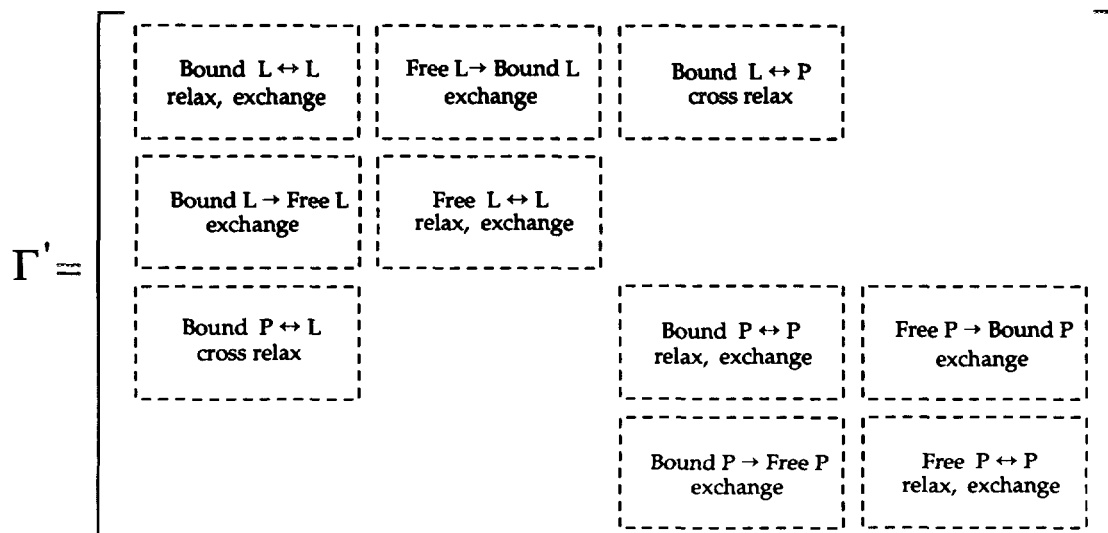 Bound L ↔ L
relax, exchange
Free L → Bound L
exchange
Bound L ↔ P
cross relax
Bound L → Free L
exchange
Free L ↔ L
relax, exchange
Γ' =
Bound P ↔ L
cross relax
Bound P ↔ P
relax, exchange
Free P → Bound P
exchange
Bound P → Free P
exchange
Free P ↔ P
relax, exchange